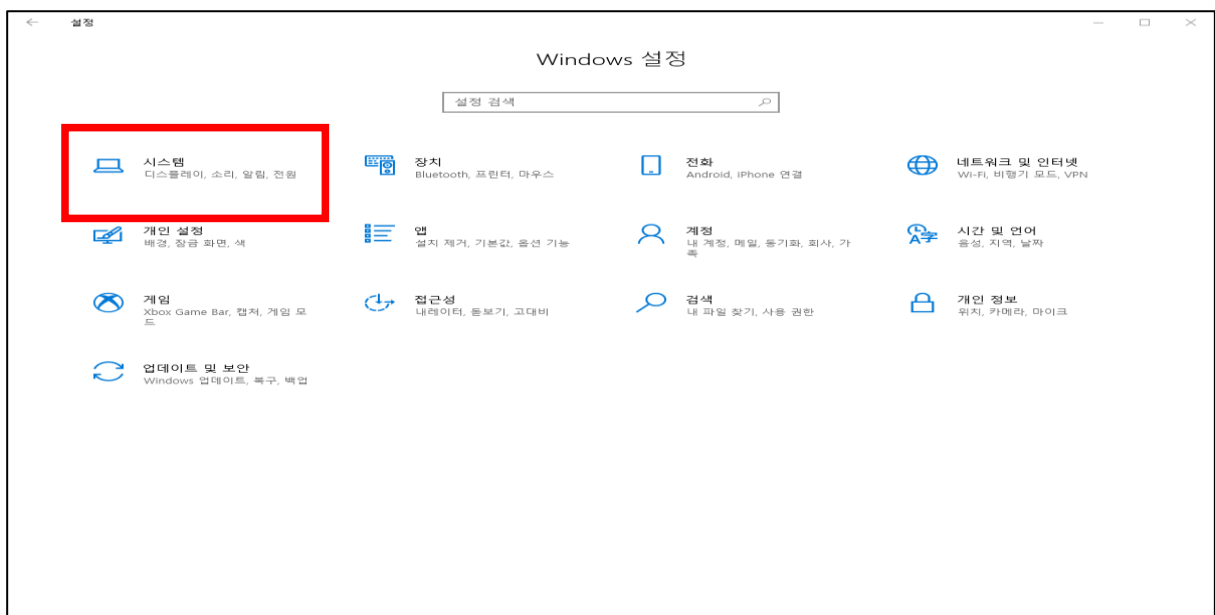 설정
Windows 설정
설정 검색
시스템
디스플레이, 소리, 알림, 전원
장치
Bluetooth, 프린터, 마우스
전화
Android, iPhone 연결
네트워크 및 인터넷
Wi-Fi, 비행기 모드, VPN
개인 설정
배경, 잠금 화면, 색
앱
설치 제거, 기본값, 옵션 기능
계정
내 계정, 메일, 동기화, 회사, 가
족
시간 및 언어
음성, 지역, 날짜
게임
Xbox Game Bar, 캡처, 게임 모
드
접근성
내레이터, 돋보기, 고대비
검색
내 파일 찾기, 사용 권한
개인 정보
위치, 카메라, 마이크
업데이트 및 보안
Windows 업데이트, 복구, 백업